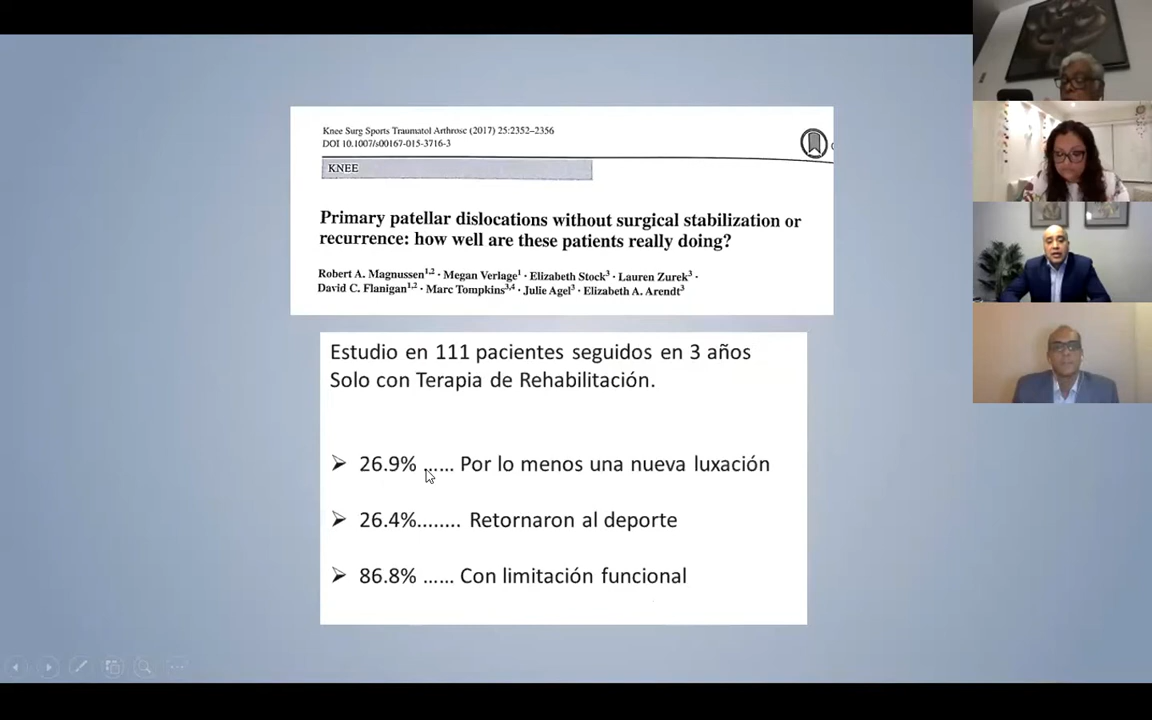 Knee Surg Sports Traumatol Arthrosc (2017) 25:2352–2356
DOI 10.1007/s00167-015-3716-3
KNEE
Primary patellar dislocations without surgical stabilization or
recurrence: how well are these patients really doing?
Robert A. Magnussen1,2 · Megan Verlage1 · Elizabeth Stock3 · Lauren Zurek3 ·
David C. Flanigan1,2 · Marc Tompkins3,4 · Julie Agel3 · Elizabeth A. Arendt3
Estudio en 111 pacientes seguidos en 3 años
Solo con Terapia de Rehabilitación.
➢ 26.9% ...... Por lo menos una nueva luxación
➢ 26.4%........ Retornaron al deporte
➢ 86.8% ...... Con limitación funcional